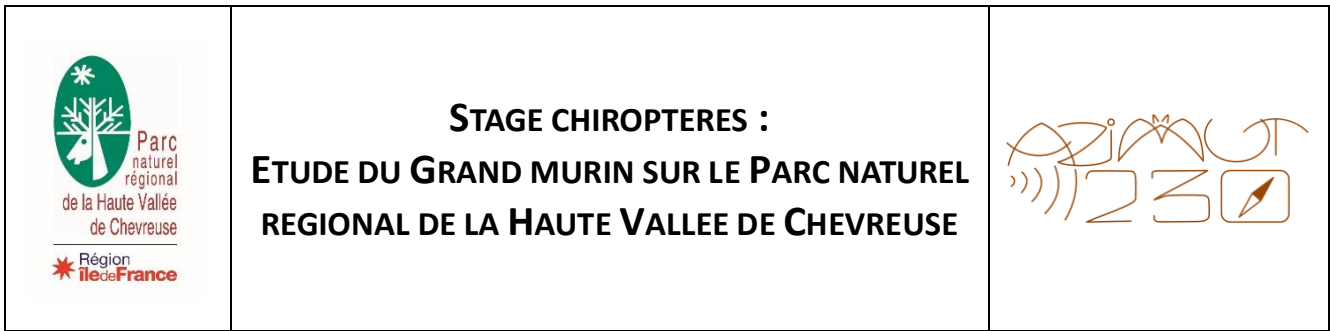 Parc
naturel
régional
de la Haute Vallée
de Chevreuse
Région
îledeFrance
STAGE CHIROPTERES :
ETUDE DU GRAND MURIN SUR LE PARC NATUREL
REGIONAL DE LA HAUTE VALLEE DE CHEVREUSE
AZiMUT
230